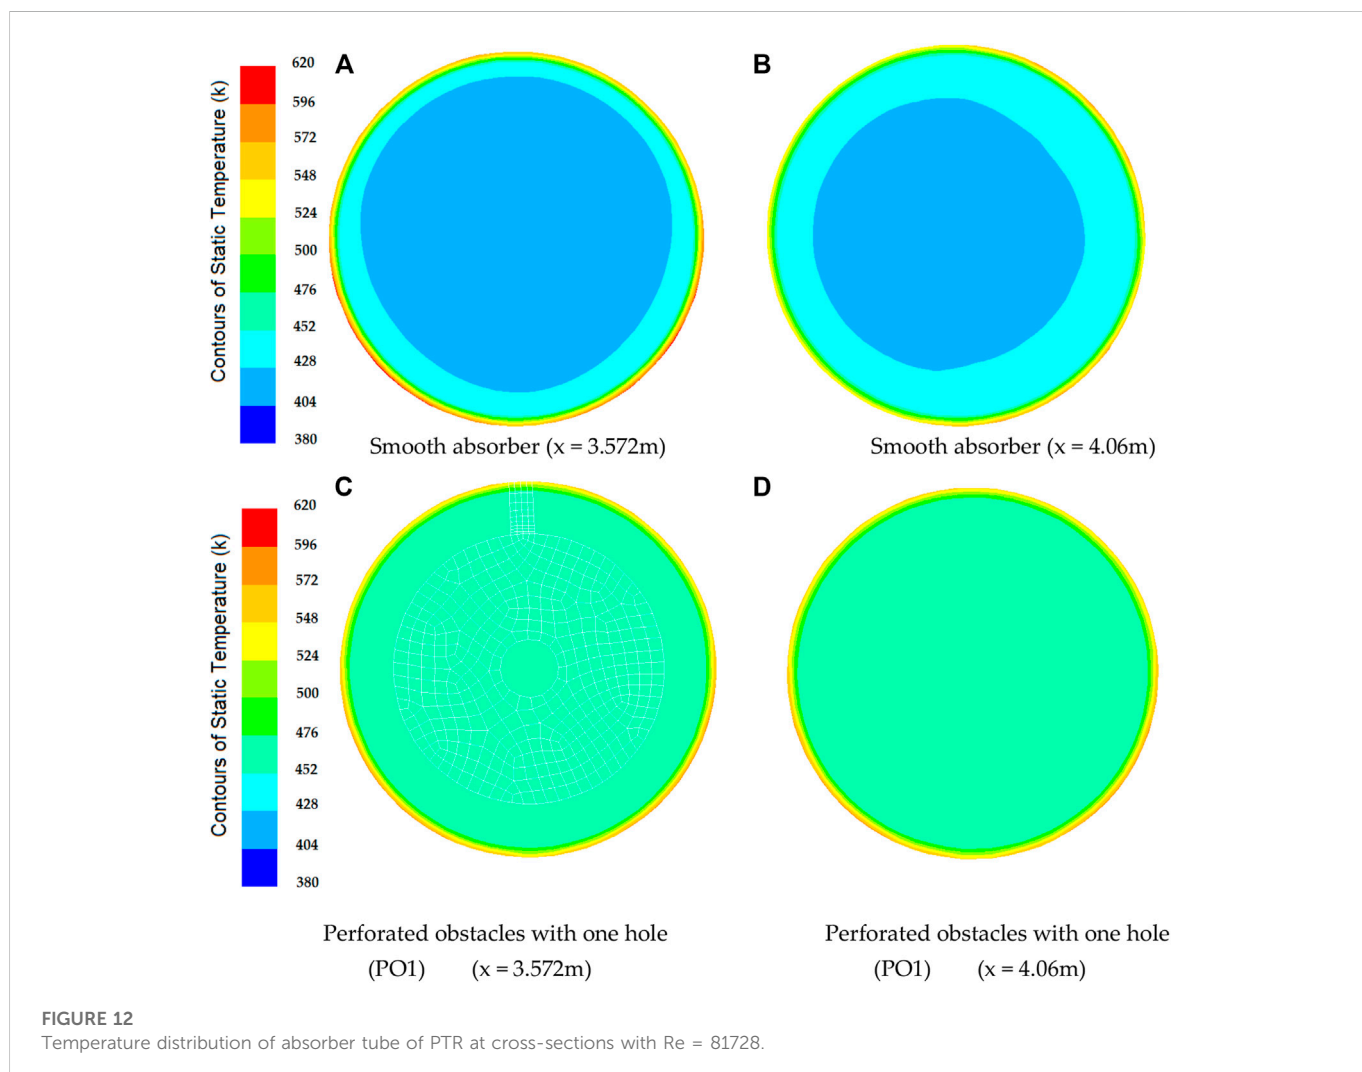 Contours of Static Temperature (k)
620
596
572
548
524
500
476
452
428
404
380
A
B
Smooth absorber (x = 3.572m)
Smooth absorber (x = 4.06m)
Contours of Static Temperature (k)
620
596
572
548
524
500
476
452
428
404
380
C
D
Perforated obstacles with one hole
(PO1) (x = 3.572m)
Perforated obstacles with one hole
(PO1) (x = 4.06m)
FIGURE 12
Temperature distribution of absorber tube of PTR at cross-sections with Re = 81728.